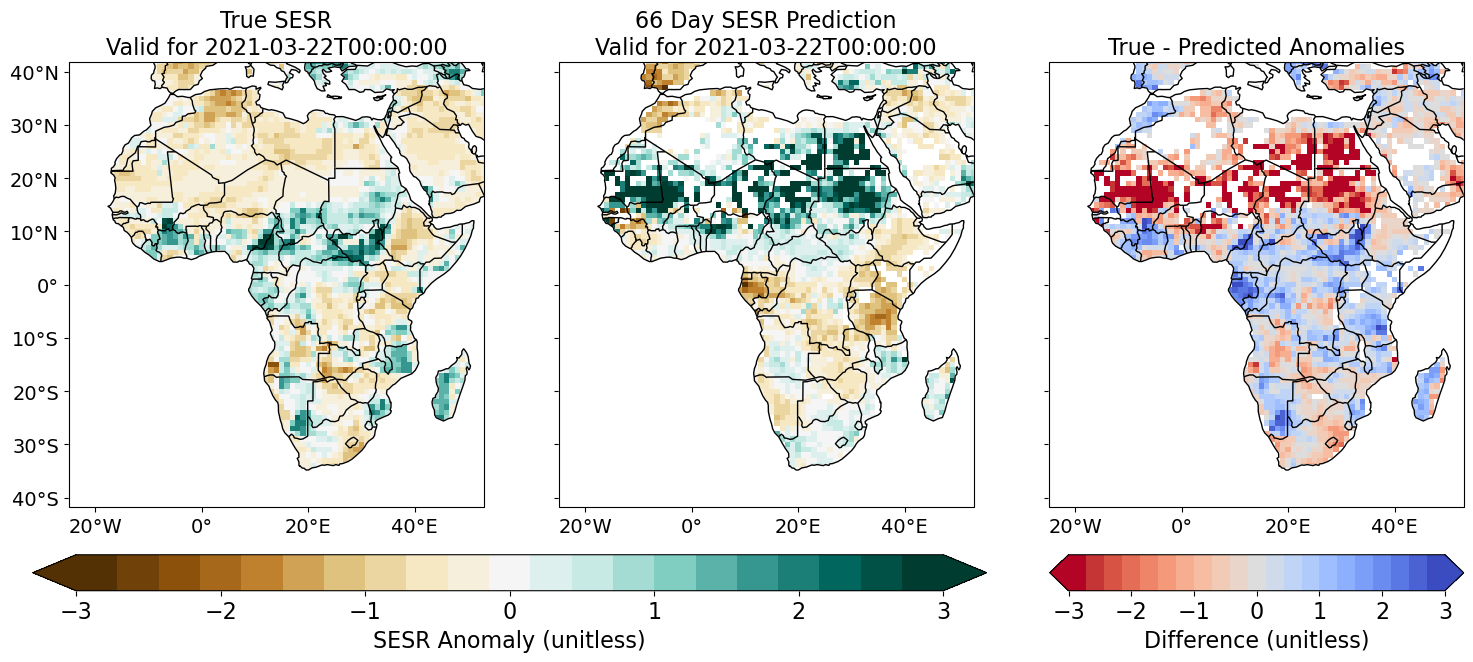 True SESR
Valid for 2021-03-22T00:00:00
66 Day SESR Prediction
Valid for 2021-03-22T00:00:00
True - Predicted Anomalies
40°N
30°N
20°N
10°N
0°
10°S
20°S
30°S
40°S
20°W 0° 20°E 40°E
20°W 0° 20°E 40°E
20°W 0° 20°E 40°E
−3 −2 −1 0 1 2 3
SESR Anomaly (unitless)
−3 −2 −1 0 1 2 3
Difference (unitless)